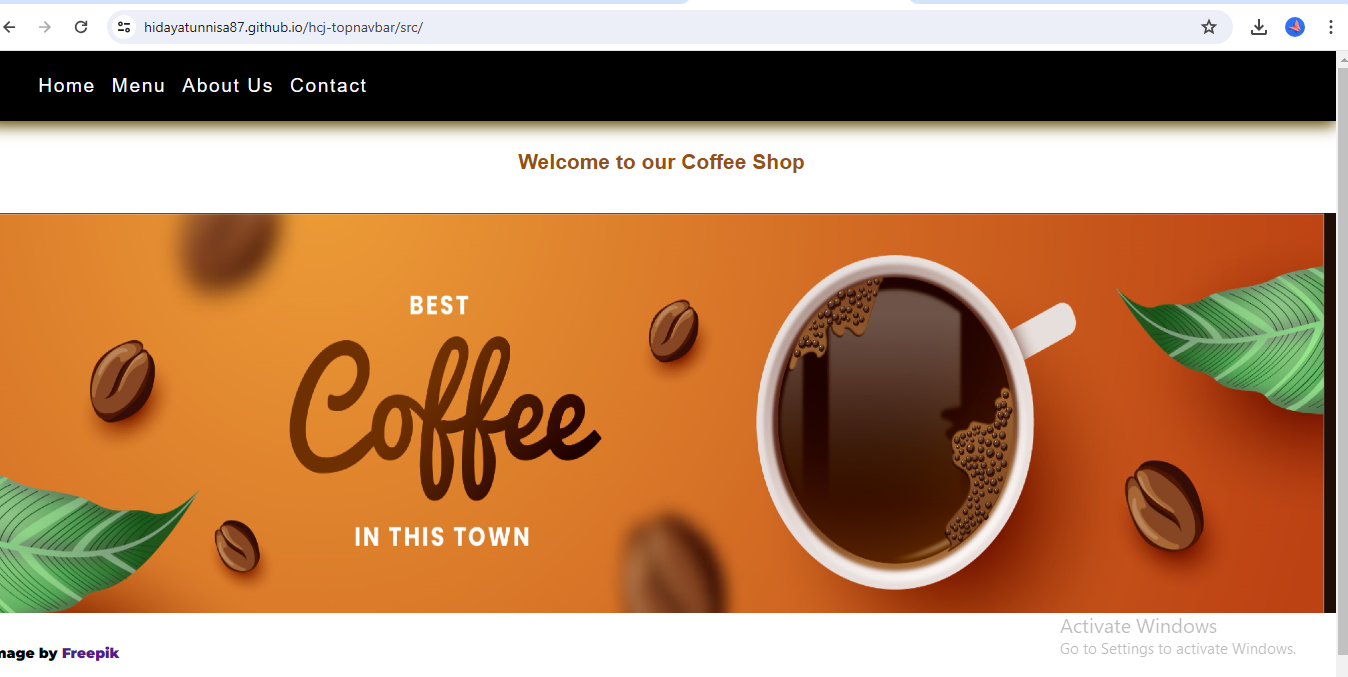 hidayatunnisa87.github.io/hcj-topnavbar/src/
Home Menu About Us Contact
Welcome to our Coffee Shop
BEST
Coffee
IN THIS TOWN
Activate Windows
Go to Settings to activate Windows.
mage by Freepik